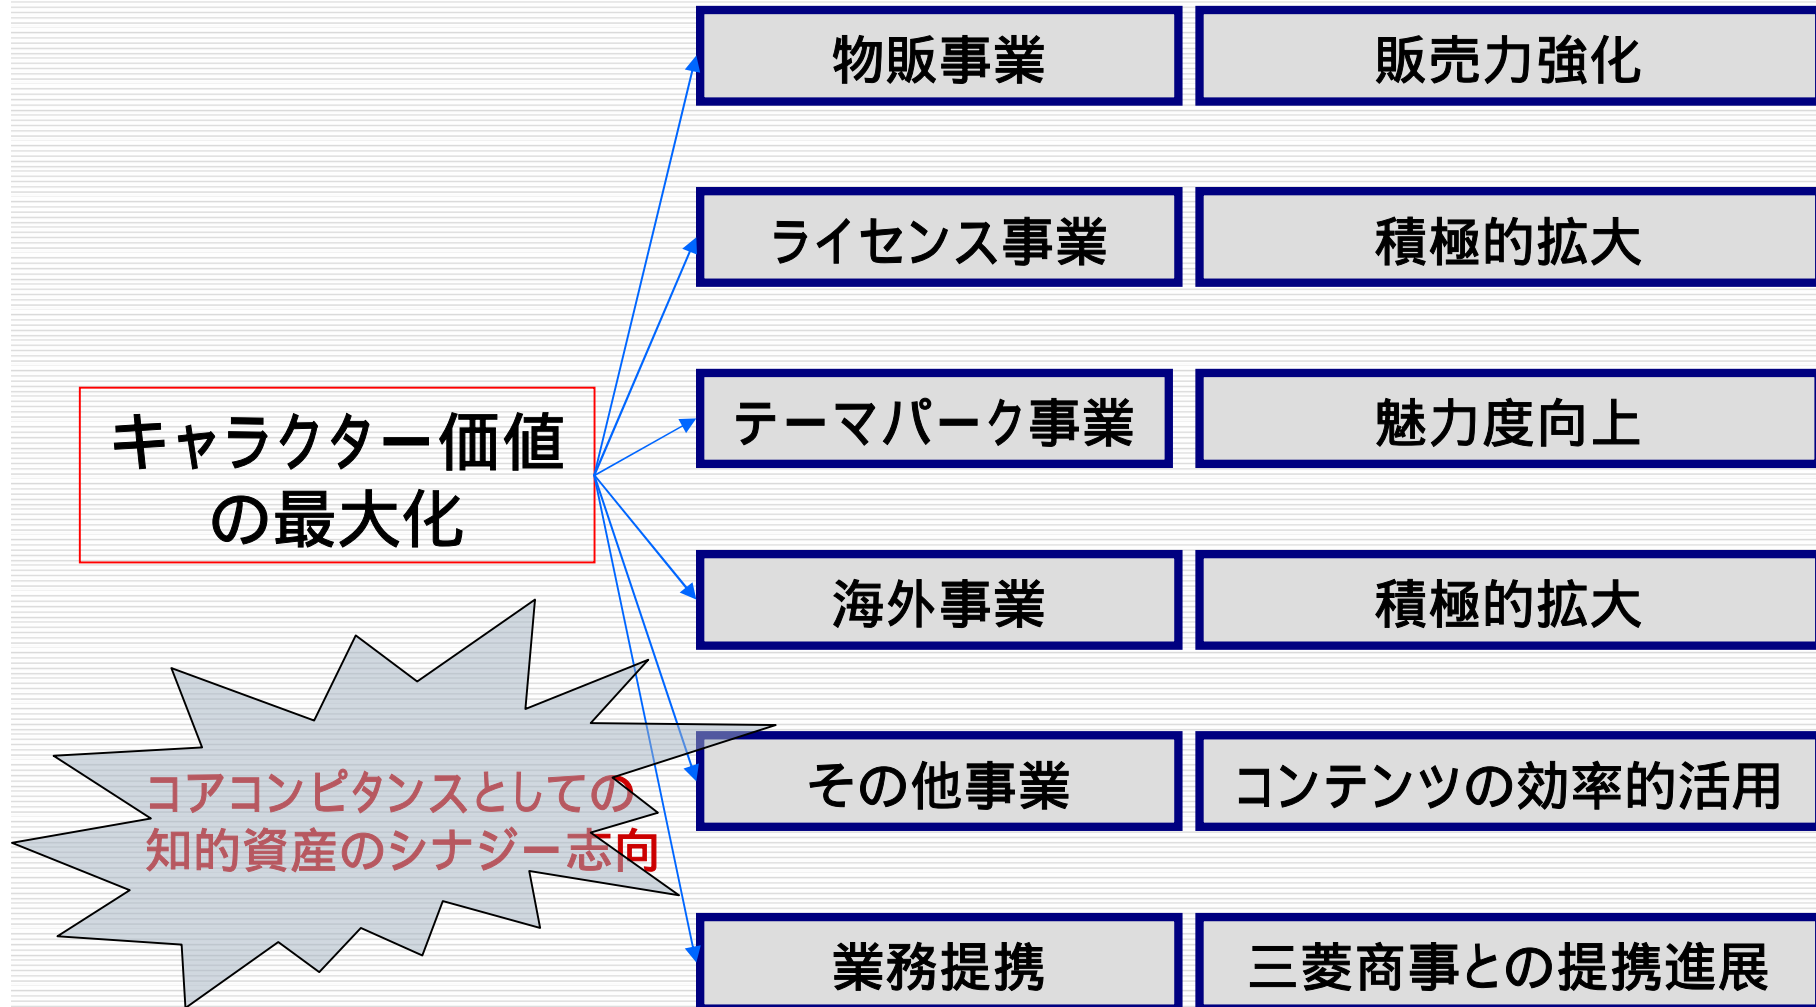 物販事業 販売力強化
ライセンス事業 積極的拡大
テーマパーク事業 魅力度向上
キャラクター価値
の最大化
海外事業 積極的拡大
その他事業 コンテンツの効率的活用
コアコンピタンスとしての
知的資産のシナジー志向
業務提携 三菱商事との提携進展